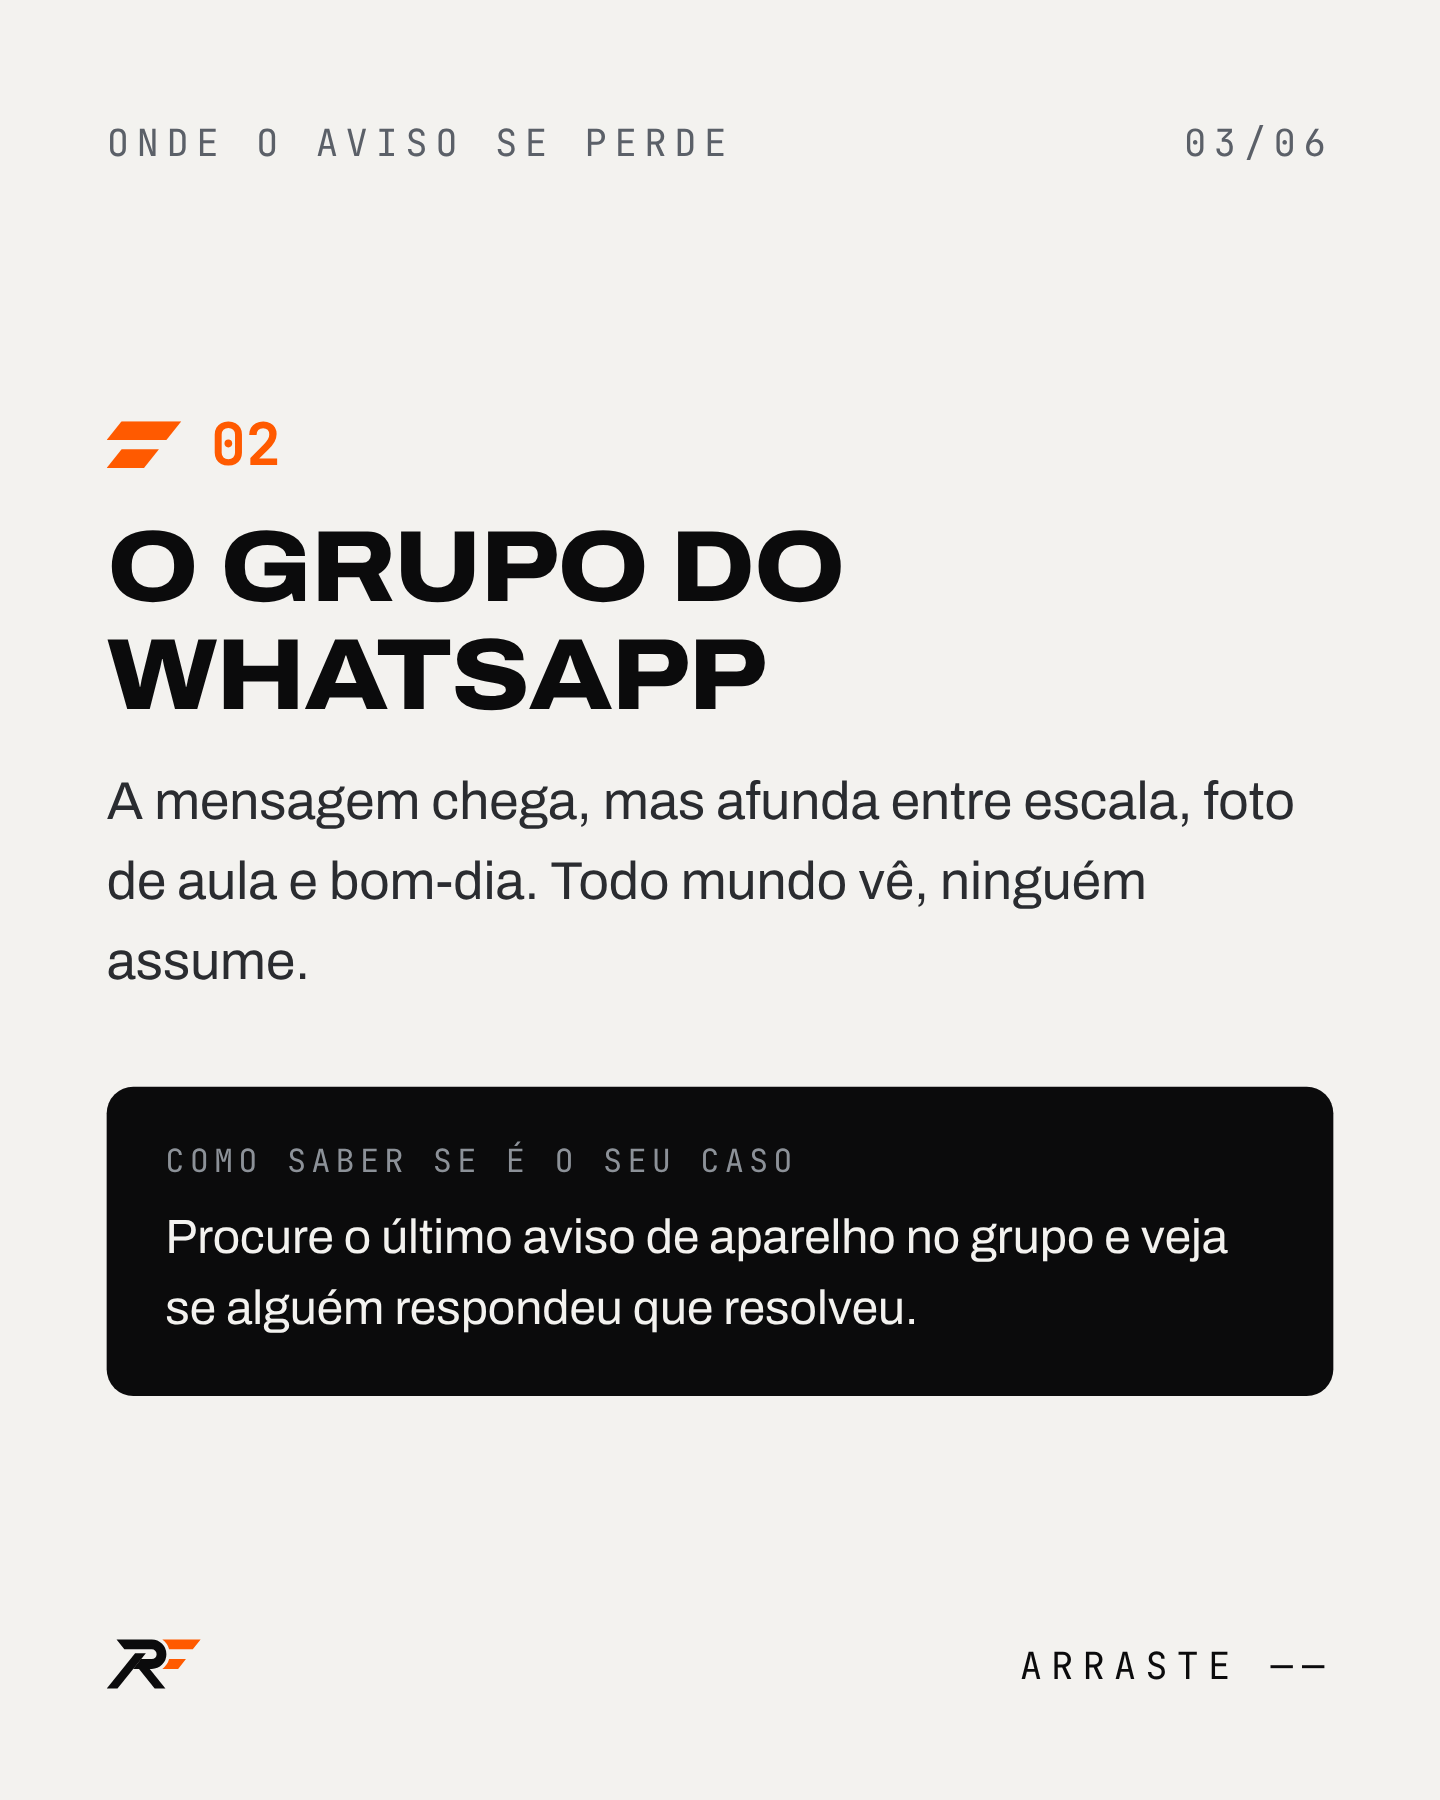 ONDE O AVISO SE PERDE
03/06
02
O GRUPO DO
WHATSAPP
A mensagem chega, mas afunda entre escala, foto
de aula e bom-dia. Todo mundo vê, ninguém
assume.
COMO SABER SE É O SEU CASO
Procure o último aviso de aparelho no grupo e veja
se alguém respondeu que resolveu.
RF
ARRASTE ——